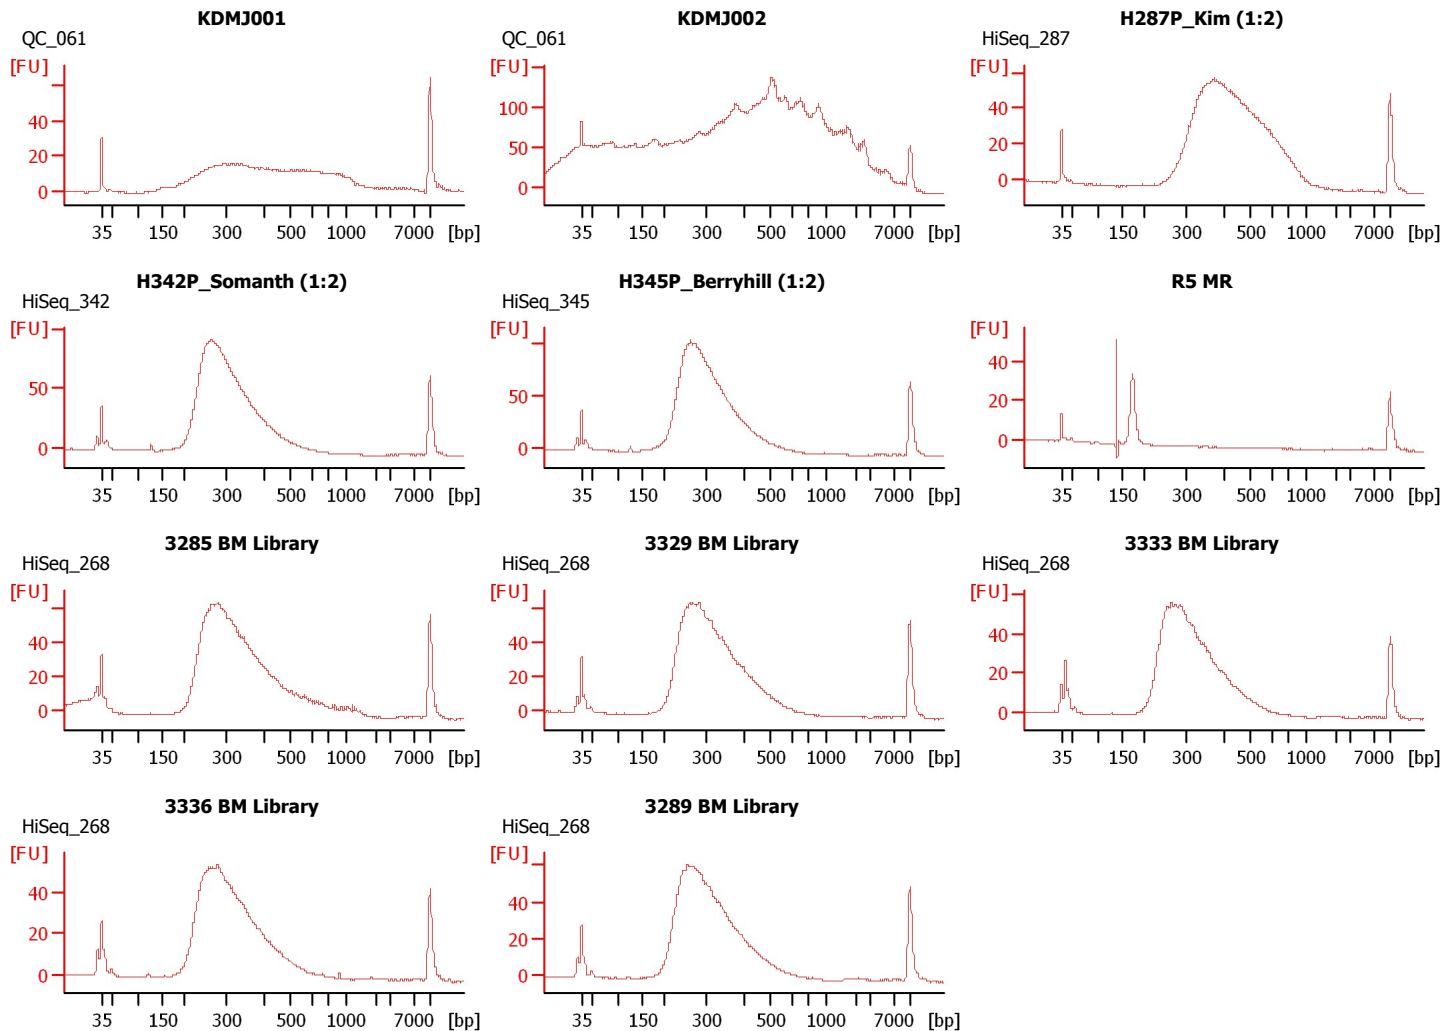 KDMJ001
QC_061
[FU]
40
20
0
35 150 300 500 1000 7000 [bp]
KDMJ002
QC_061
[FU]
100
50
0
35 150 300 500 1000 7000 [bp]
H287P_Kim (1:2)
HiSeq_287
[FU]
40
20
0
35 150 300 500 1000 7000 [bp]
H342P_Somanth (1:2)
HiSeq_342
[FU]
50
0
35 150 300 500 1000 7000 [bp]
H345P_Berryhill (1:2)
HiSeq_345
[FU]
50
0
35 150 300 500 1000 7000 [bp]
R5 MR
[FU]
40
20
0
35 150 300 500 1000 7000 [bp]
3285 BM Library
HiSeq_268
[FU]
40
20
0
35 150 300 500 1000 7000 [bp]
3329 BM Library
HiSeq_268
[FU]
40
20
0
35 150 300 500 1000 7000 [bp]
3333 BM Library
HiSeq_268
[FU]
40
20
0
35 150 300 500 1000 7000 [bp]
3336 BM Library
HiSeq_268
[FU]
40
20
0
35 150 300 500 1000 7000 [bp]
3289 BM Library
HiSeq_268
[FU]
40
20
0
35 150 300 500 1000 7000 [bp]